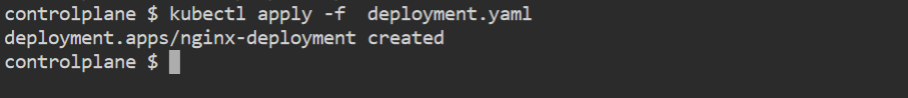 controlplane $ kubectl apply -f  deployment.yaml
deployment.apps/nginx-deployment created
controlplane $